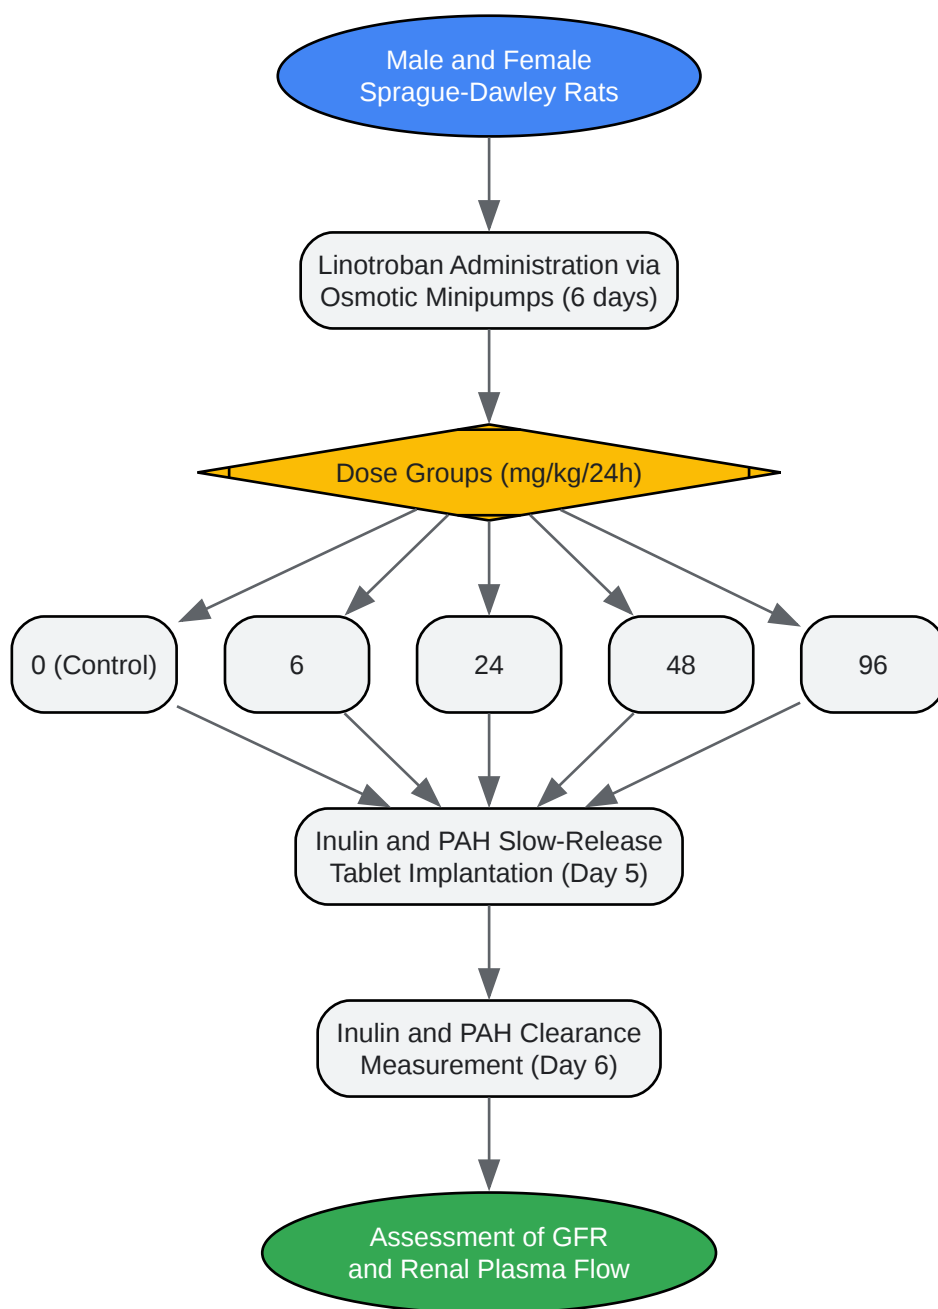 Male and Female
Sprague-Dawley Rats
Linotroban Administration via
Osmotic Minipumps (6 days)
Dose Groups (mg/kg/24h)
0 (Control)
6
24
48
96
Inulin and PAH Slow-Release
Tablet Implantation (Day 5)
Inulin and PAH Clearance
Measurement (Day 6)
Assessment of GFR
and Renal Plasma Flow